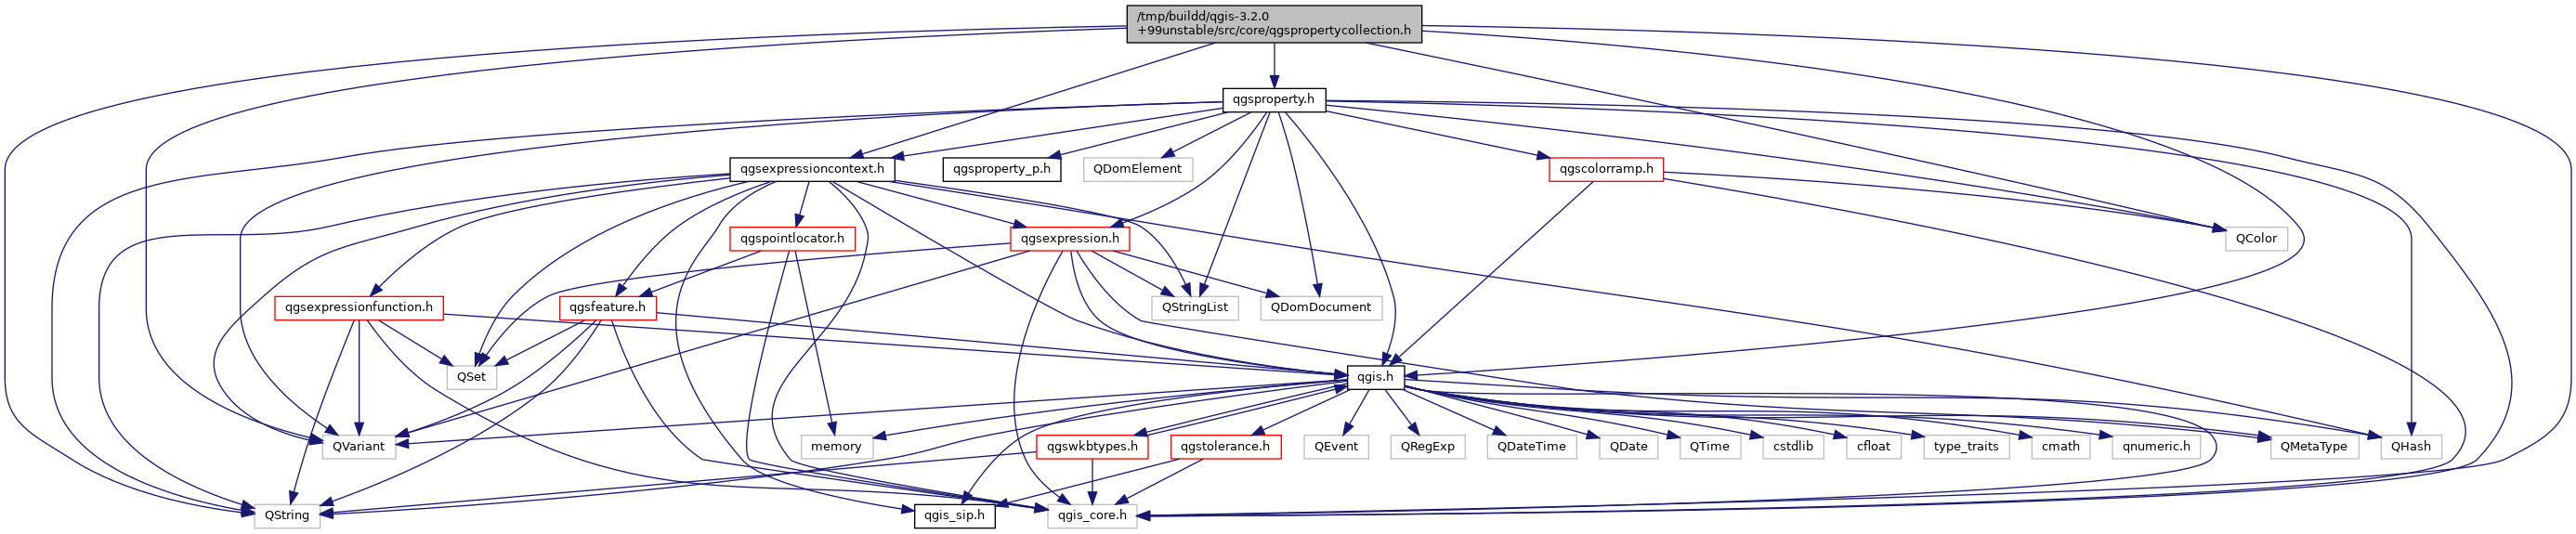 /tmp/buildd/qgis-3.2.0
+99unstable/src/core/qgspropertycollection.h
qgsproperty.h
qgsexpressioncontext.h
qgsproperty_p.h
QDomElement
qgscolorramp.h
qgspointlocator.h
qgsexpression.h
QColor
qgsexpressionfunction.h
qgsfeature.h
QStringList
QDomDocument
QSet
qgis.h
QVariant
memory
qgswkbtypes.h
qgstolerance.h
QEvent
QRegExp
QDateTime
QDate
QTime
cstdlib
cfloat
type_traits
cmath
qnumeric.h
QMetaType
QHash
QString
qgis_sip.h
qgis_core.h